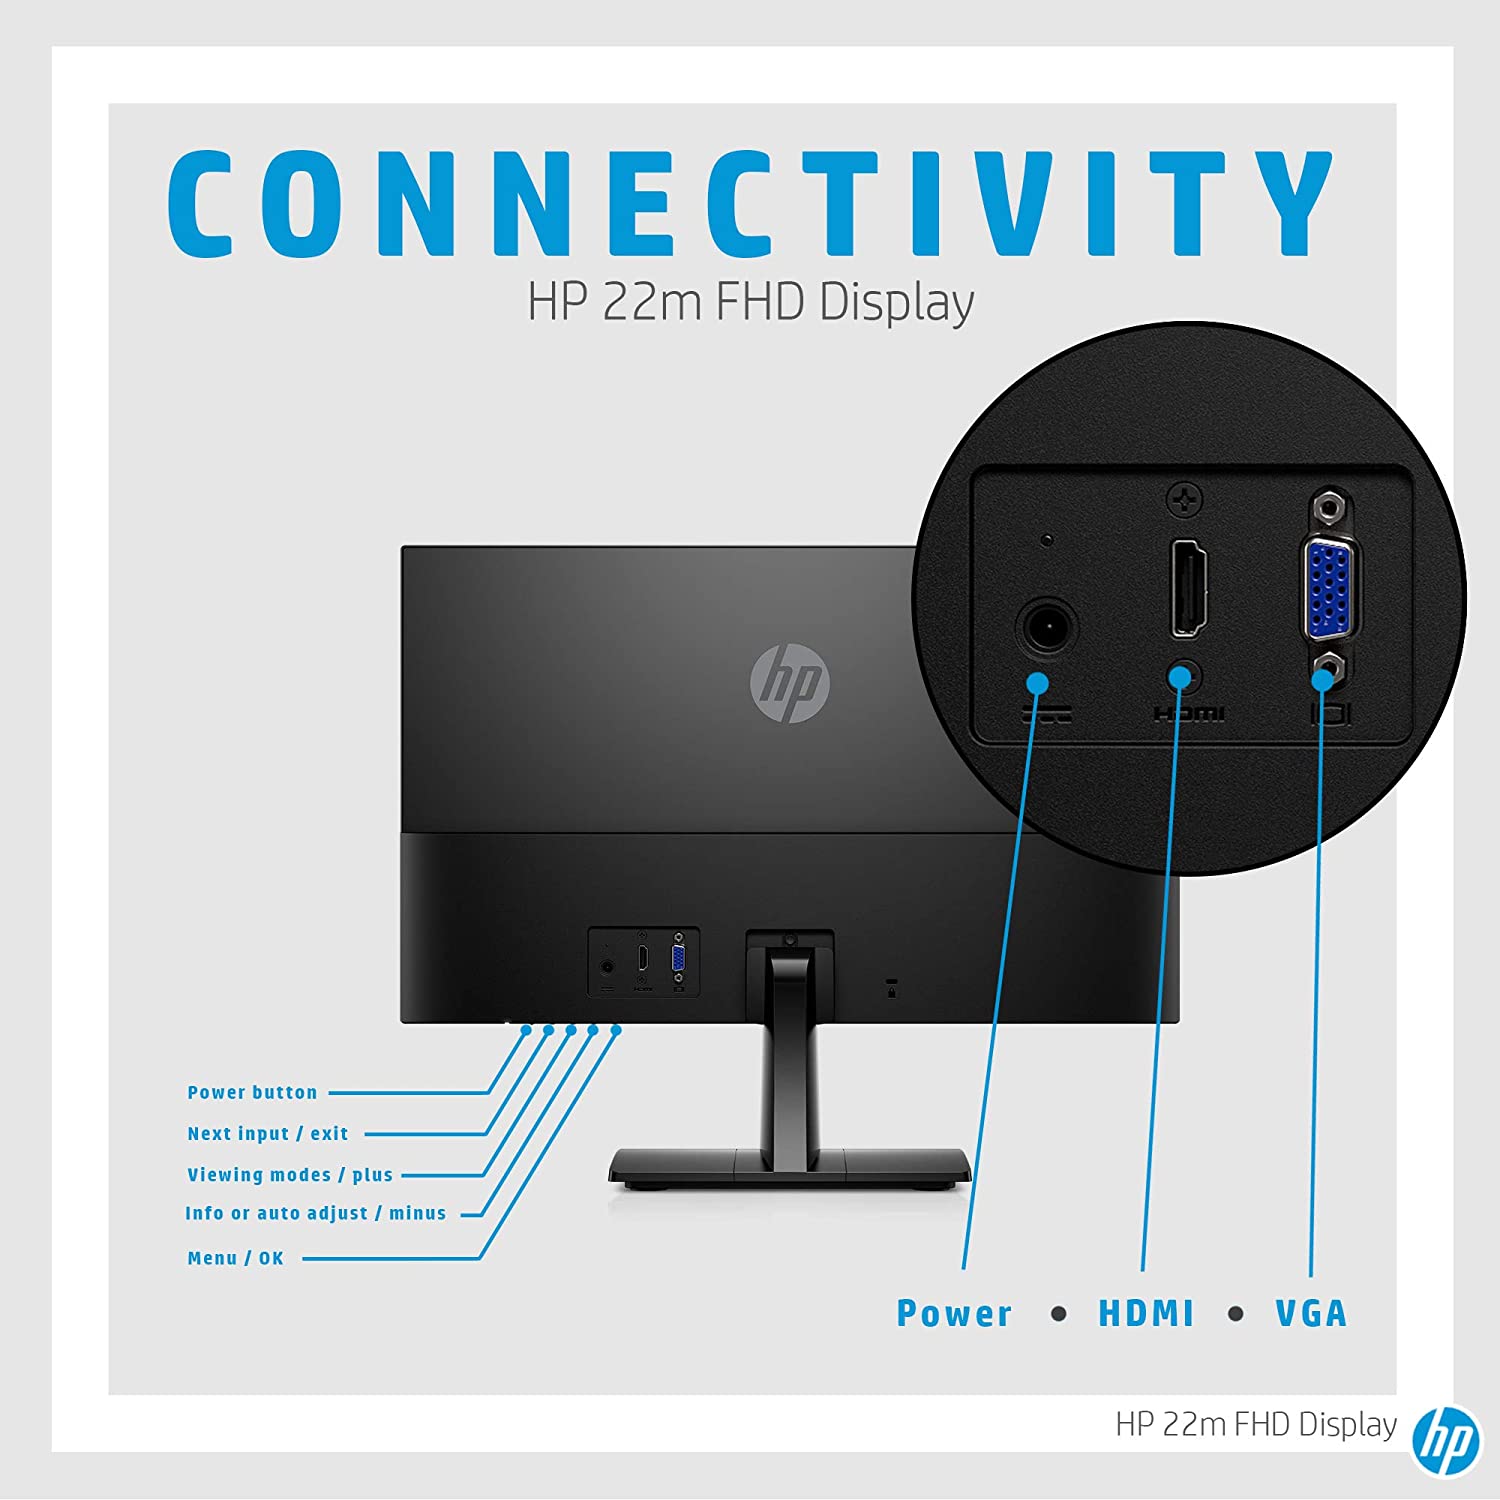 CONNECTIVITY
HP 22m FHD Display
hp
HDMI
HDMI
Power button
Next input / exit
Viewing modes / plus
Info or auto adjust / minus
Menu / OK
Power • HDMI • VGA
HP 22m FHD Display
hp